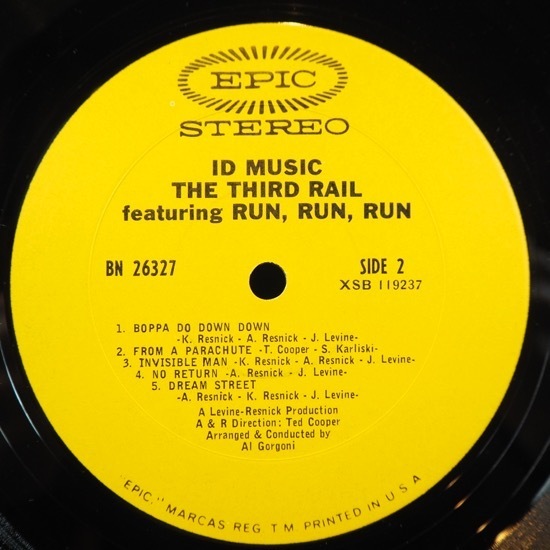 EPIC
STEREO
ID MUSIC
THE THIRD RAIL
featuring RUN, RUN, RUN
BN 26327
SIDE 2
XSB 119237
1. BOPPA DO DOWN DOWN
-K. Resnick - A. Resnick - J. Levine-
2. FROM A PARACHUTE -T. Cooper - S. Karliski-
3. INVISIBLE MAN -K. Resnick - A. Resnick - J. Levine-
4. NO RETURN -A. Resnick - J. Levine-
5. DREAM STREET
-A. Resnick - K. Resnick - J. Levine-
A Levine-Resnick Production
A & R Direction: Ted Cooper
Arranged & Conducted by
Al Gorgoni
"EPIC," MARCAS REG. T.M. PRINTED IN U S A